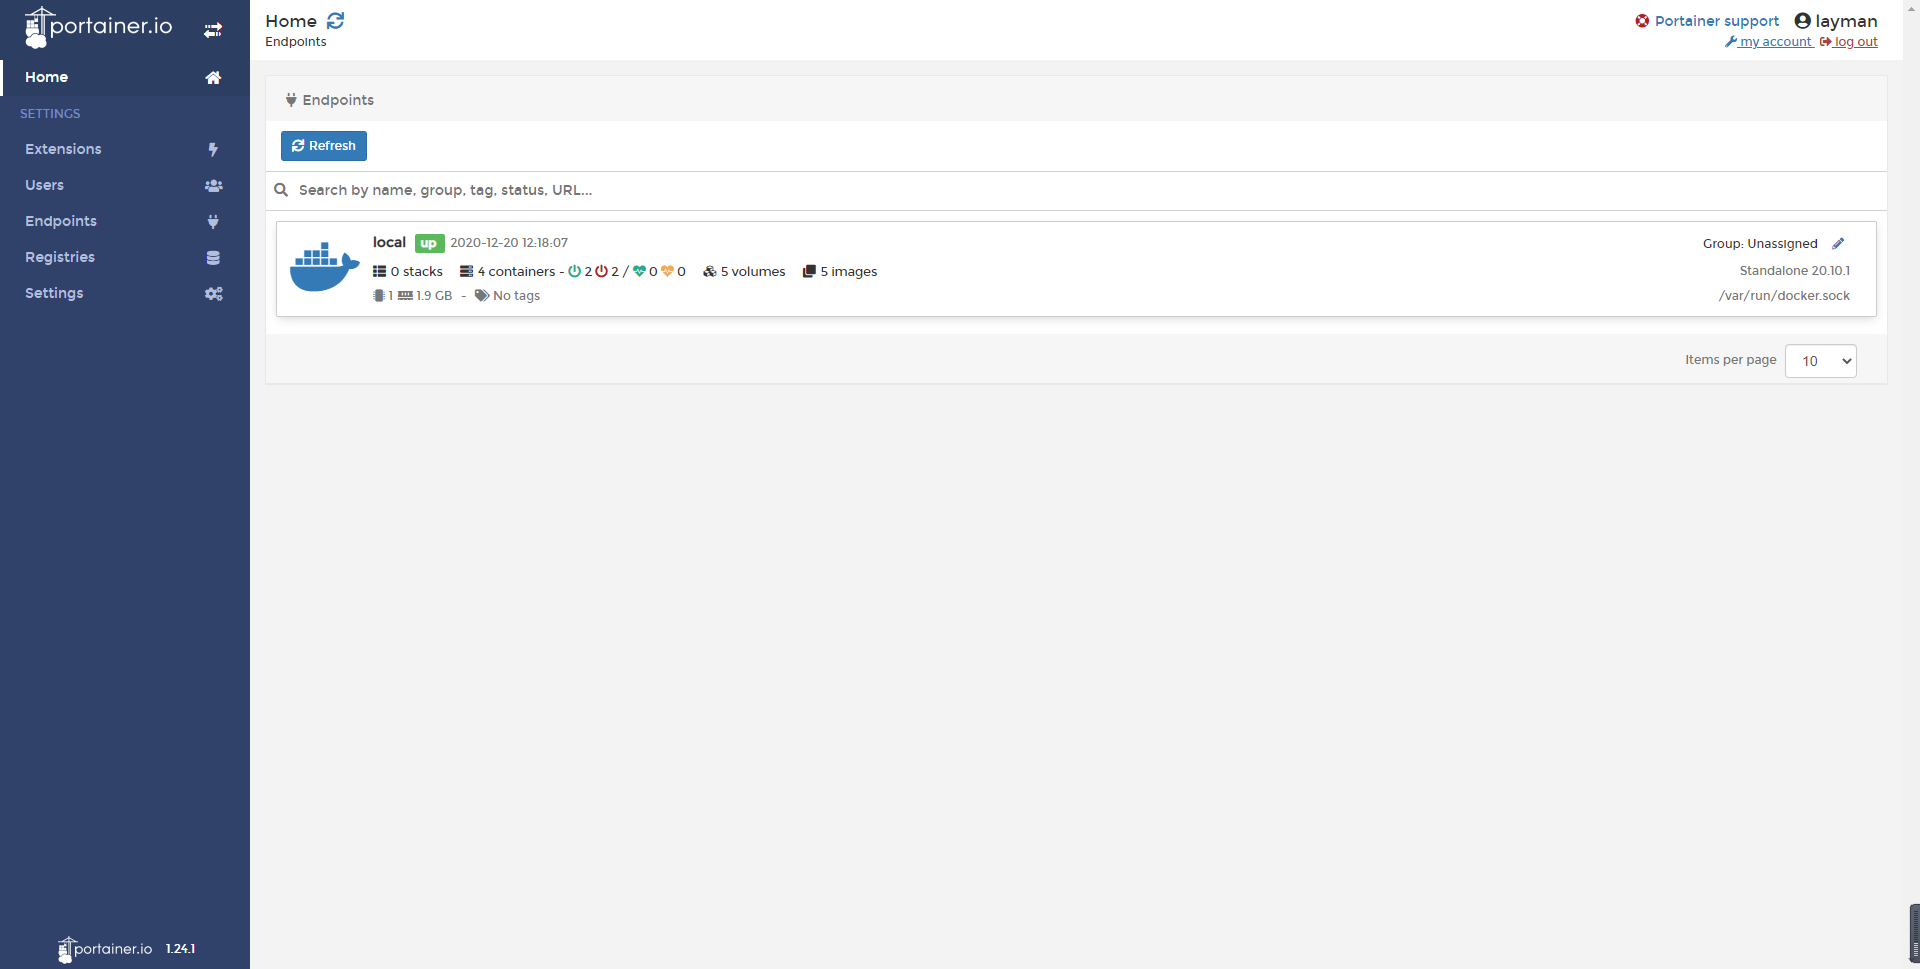 portainer.io
Home
SETTINGS
Extensions
Users
Endpoints
Registries
Settings
portainer.io 1.24.1
Home
Endpoints
Portainer support layman
my account log out
Endpoints
Refresh
Search by name, group, tag, status, URL...
local up 2020-12-20 12:18:07
Group: Unassigned
0 stacks 4 containers - 2 2 / 0 0 5 volumes 5 images
Standalone 20.10.1
1 1.9 GB - No tags
/var/run/docker.sock
Items per page 10